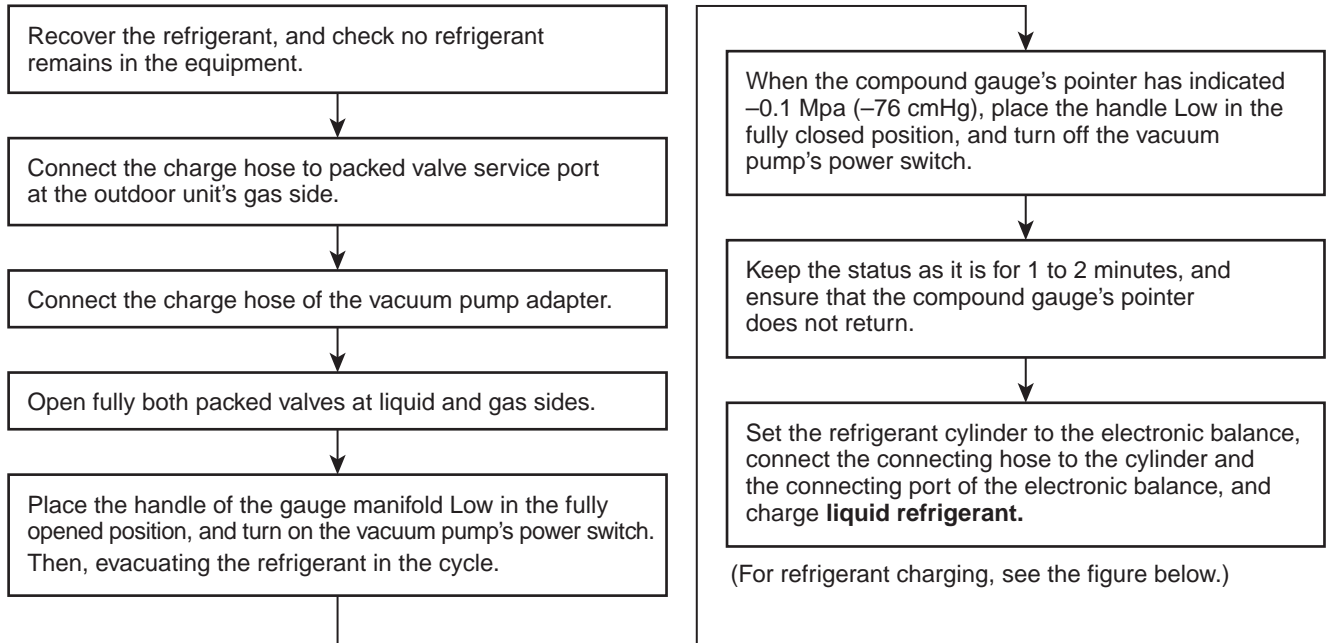 Recover the refrigerant, and check no refrigerant
remains in the equipment.
Connect the charge hose to packed valve service port
at the outdoor unit's gas side.
Connect the charge hose of the vacuum pump adapter.
Open fully both packed valves at liquid and gas sides.
Place the handle of the gauge manifold Low in the fully
opened position, and turn on the vacuum pump's power switch.
Then, evacuating the refrigerant in the cycle.
When the compound gauge's pointer has indicated
–0.1 Mpa (–76 cmHg), place the handle Low in the
fully closed position, and turn off the vacuum
pump's power switch.
Keep the status as it is for 1 to 2 minutes, and
ensure that the compound gauge's pointer
does not return.
Set the refrigerant cylinder to the electronic balance,
connect the connecting hose to the cylinder and
the connecting port of the electronic balance, and
charge liquid refrigerant.
(For refrigerant charging, see the figure below.)